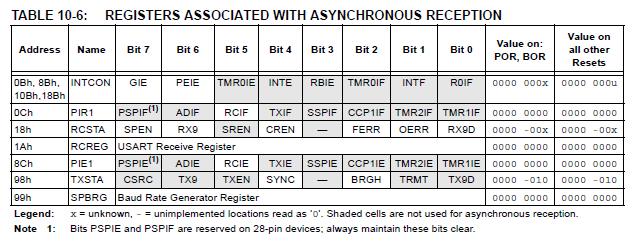 TABLE 10-6: REGISTERS ASSOCIATED WITH ASYNCHRONOUS RECEPTION
Address Name Bit 7 Bit 6 Bit 5 Bit 4 Bit 3 Bit 2 Bit 1 Bit 0 Value on: POR, BOR Value on all other Resets
0Bh, 8Bh, 10Bh,18Bh INTCON GIE PEIE TMR0IE INTE RBIE TMR0IF INTF R0IF 0000 000x 0000 000u
0Ch PIR1 PSPIF(1) ADIF RCIF TXIF SSPIF CCP1IF TMR2IF TMR1IF 0000 0000 0000 0000
18h RCSTA SPEN RX9 SREN CREN — FERR OERR RX9D 0000 -00x 0000 -00x
1Ah RCREG USART Receive Register 0000 0000 0000 0000
8Ch PIE1 PSPIE(1) ADIE RCIE TXIE SSPIE CCP1IE TMR2IE TMR1IE 0000 0000 0000 0000
98h TXSTA CSRC TX9 TXEN SYNC — BRGH TRMT TX9D 0000 -010 0000 -010
99h SPBRG Baud Rate Generator Register 0000 0000 0000 0000
Legend: x = unknown, - = unimplemented locations read as '0'. Shaded cells are not used for asynchronous reception.
Note 1: Bits PSPIE and PSPIF are reserved on 28-pin devices; always maintain these bits clear.